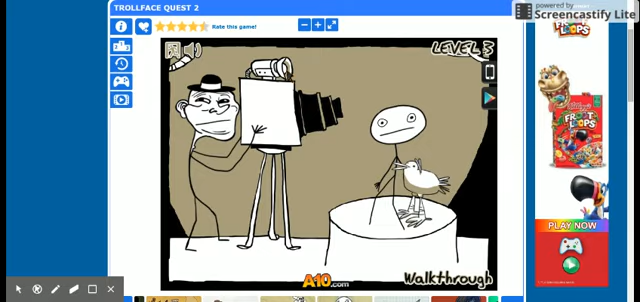 TROLLFACE QUEST 2
powered by
Screencastify Lite
Rate this game!
LEVEL 3
FROOT LOOPS
PLAY NOW
A10.com
Walkthrough